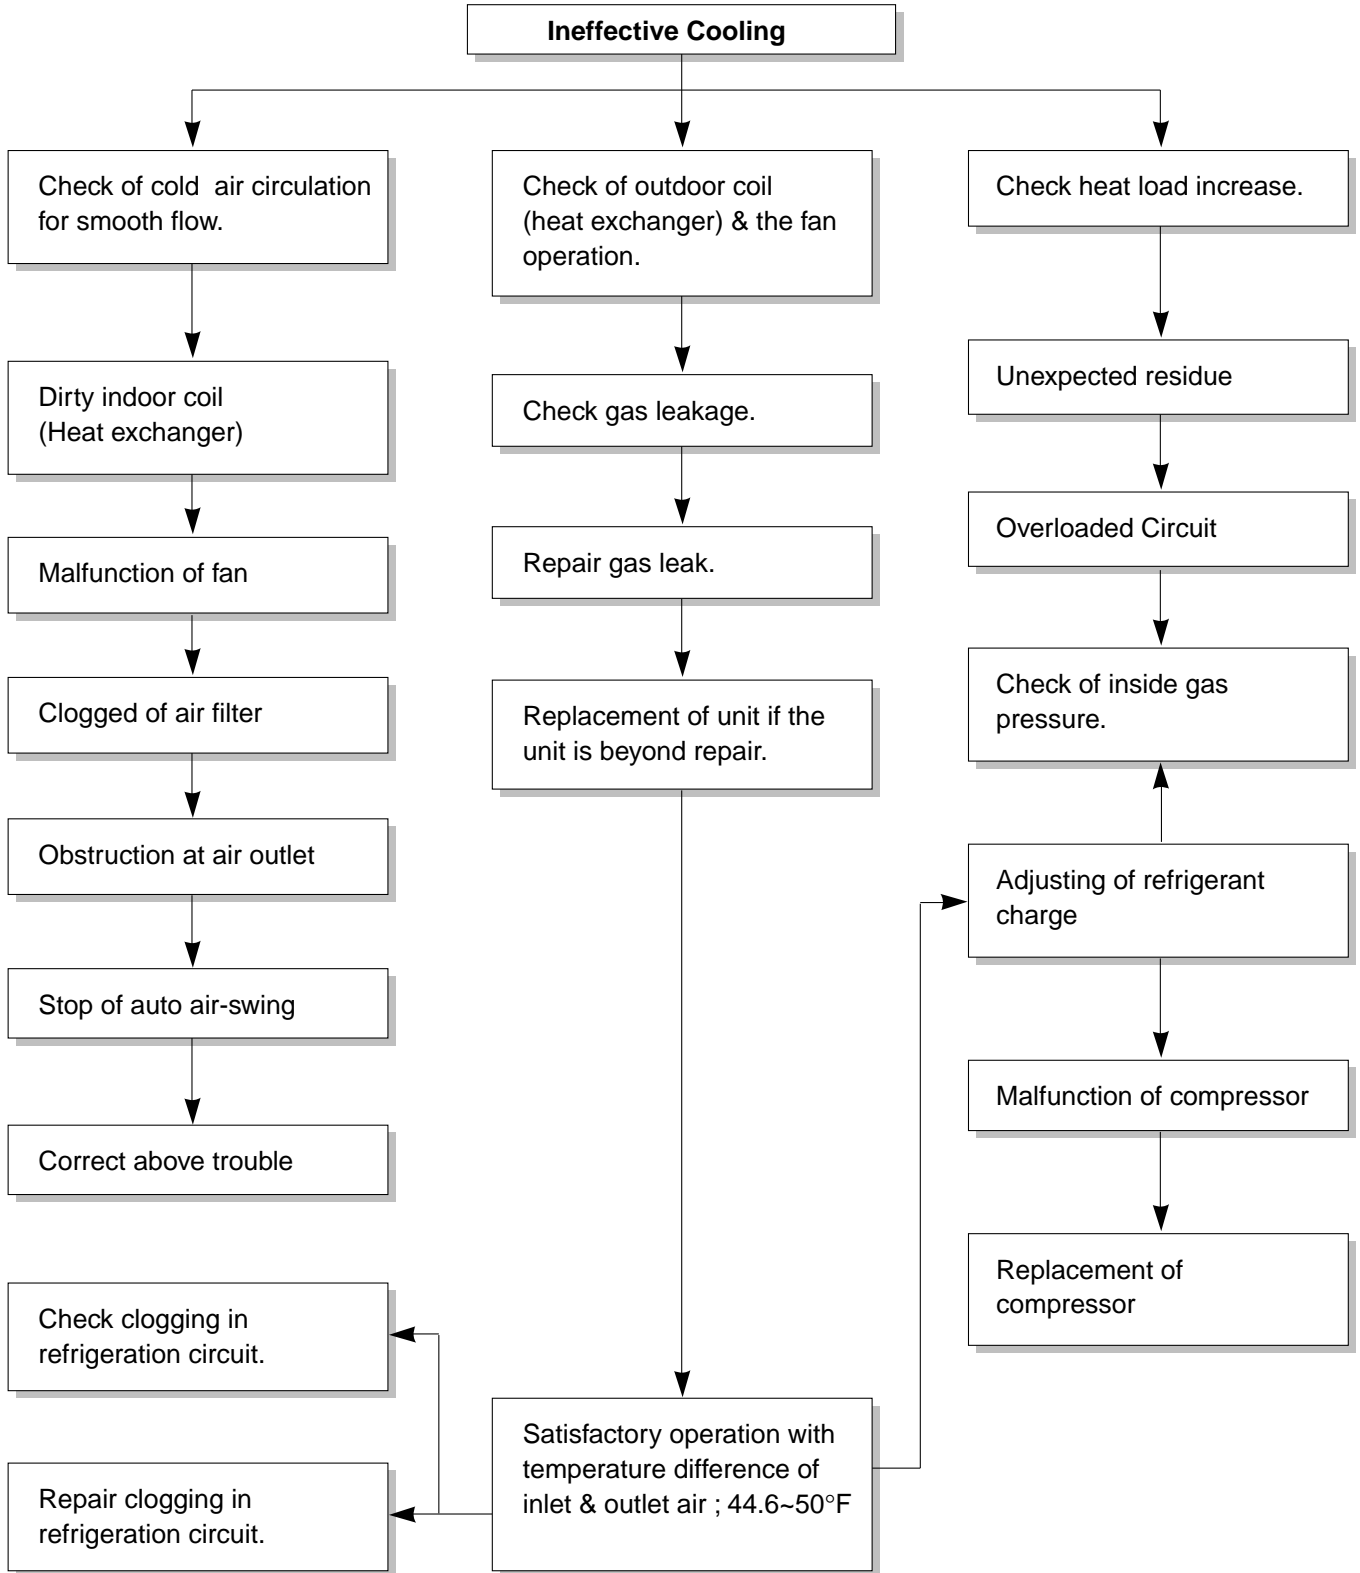 Ineffective Cooling
Check of cold air circulation
for smooth flow.
Dirty indoor coil
(Heat exchanger)
Malfunction of fan
Clogged of air filter
Obstruction at air outlet
Stop of auto air-swing
Correct above trouble
Check clogging in
refrigeration circuit.
Repair clogging in
refrigeration circuit.
Check of outdoor coil
(heat exchanger) & the fan
operation.
Check gas leakage.
Repair gas leak.
Replacement of unit if the
unit is beyond repair.
Satisfactory operation with
temperature difference of
inlet & outlet air ; 44.6~50°F
Check heat load increase.
Unexpected residue
Overloaded Circuit
Check of inside gas
pressure.
Adjusting of refrigerant
charge
Malfunction of compressor
Replacement of
compressor